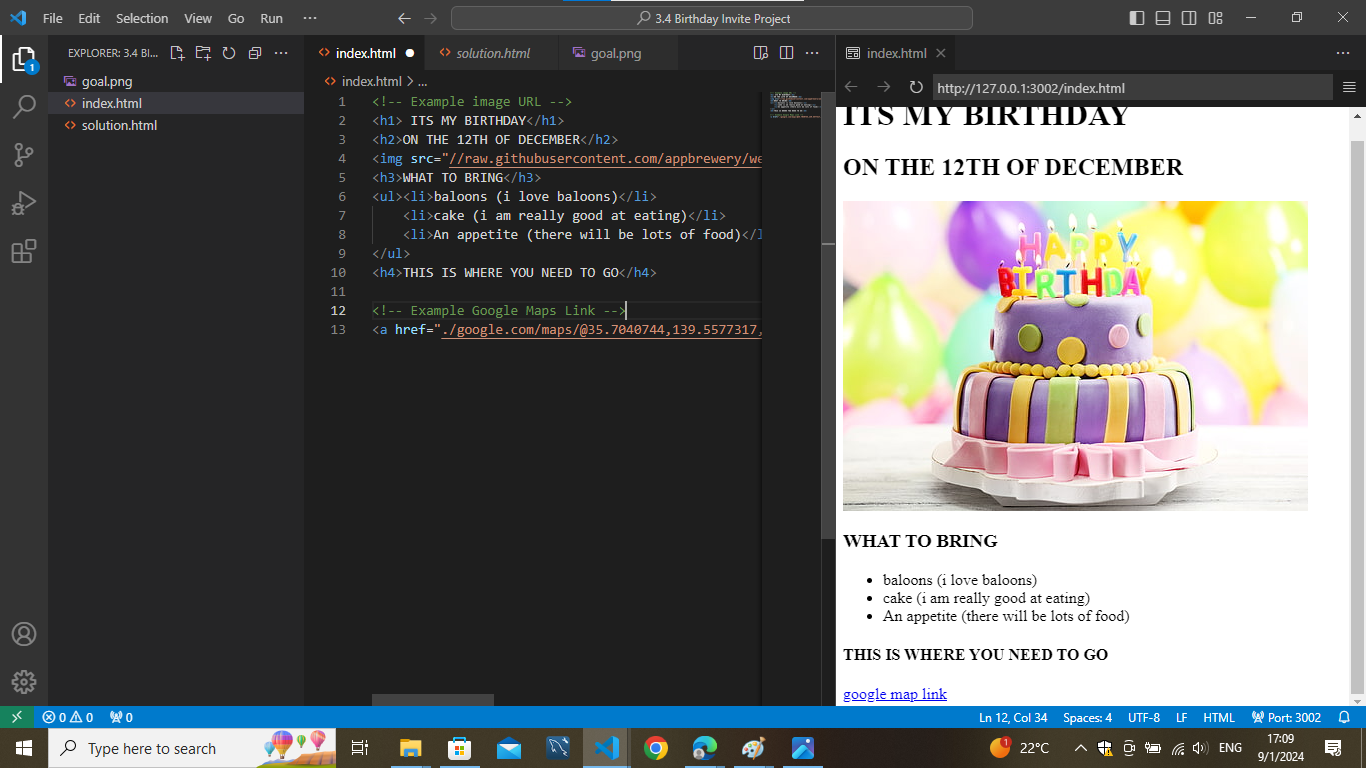 File Edit Selection View Go Run ··· 3.4 Birthday Invite Project
EXPLORER: 3.4 BI...
goal.png
index.html
solution.html
1
index.html solution.html goal.png
index.html > ...
1 <!-- Example image URL -->
2 <h1> ITS MY BIRTHDAY</h1>
3 <h2>ON THE 12TH OF DECEMBER</h2>
4 <img src="//raw.githubusercontent.com/appbrewery/we
5 <h3>WHAT TO BRING</h3>
6 <ul><li>baloons (i love baloons)</li>
7 <li>cake (i am really good at eating)</li>
8 <li>An appetite (there will be lots of food)</l
9 </ul>
10 <h4>THIS IS WHERE YOU NEED TO GO</h4>
11
12 <!-- Example Google Maps Link -->
13 <a href="./google.com/maps/@35.7040744,139.5577317,
index.html
http://127.0.0.1:3002/index.html
ITS MY BIRTHDAY
ON THE 12TH OF DECEMBER
HAPPY
BIRTHDAY
WHAT TO BRING
baloons (i love baloons)
cake (i am really good at eating)
An appetite (there will be lots of food)
THIS IS WHERE YOU NEED TO GO
google map link
0 0 0 Ln 12, Col 34 Spaces: 4 UTF-8 LF HTML Port: 3002
Type here to search 1 22°C ENG 17:09
9/1/2024